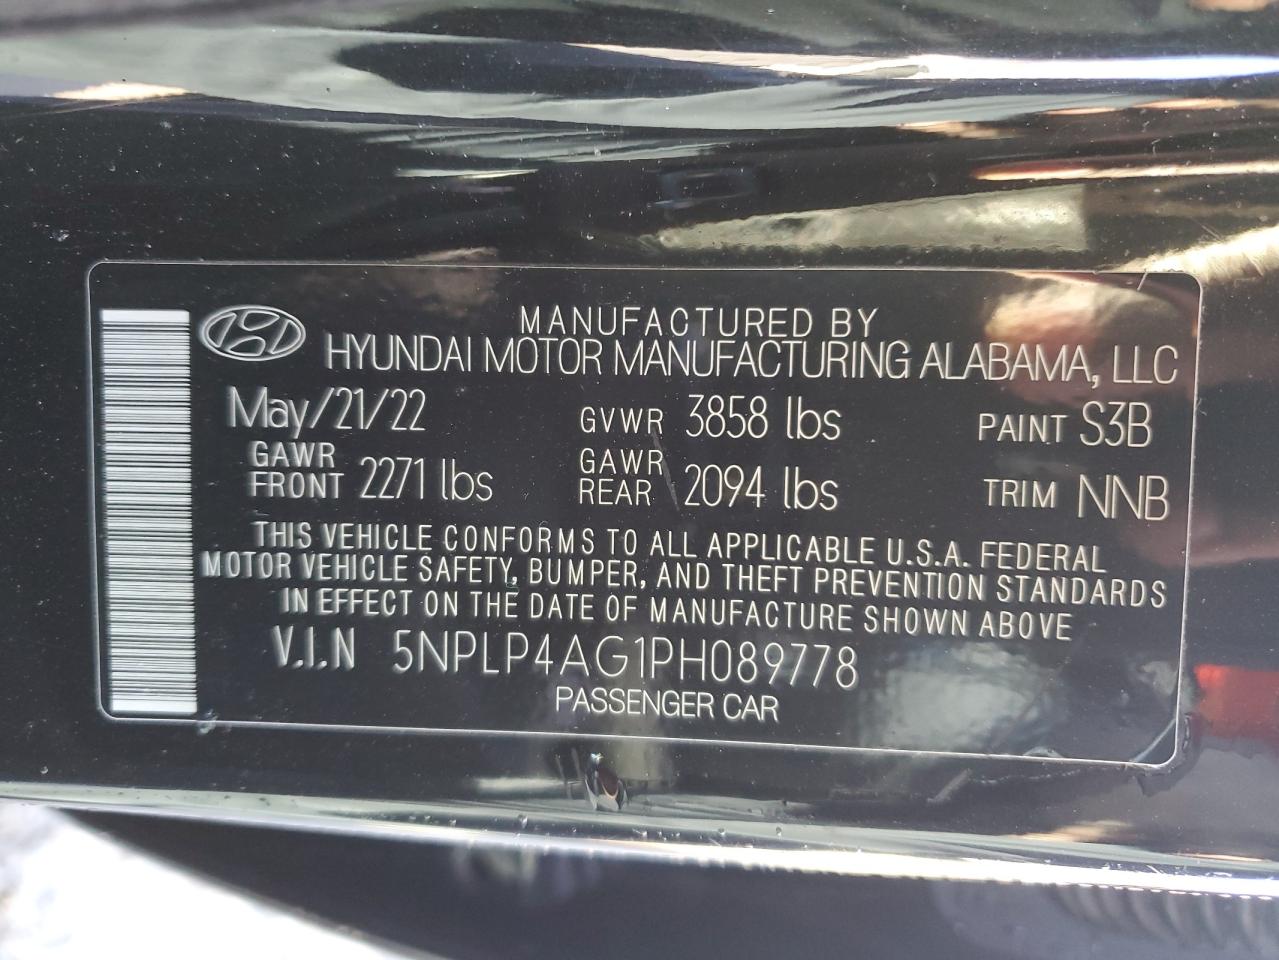 MANUFACTURED BY
HYUNDAI MOTOR MANUFACTURING ALABAMA, LLC
May/21/22 GVWR 3858 lbs PAINT S3B
GAWR FRONT 2271 lbs GAWR REAR 2094 lbs TRIM NNB
THIS VEHICLE CONFORMS TO ALL APPLICABLE U.S.A. FEDERAL
MOTOR VEHICLE SAFETY, BUMPER, AND THEFT PREVENTION STANDARDS
IN EFFECT ON THE DATE OF MANUFACTURE SHOWN ABOVE
V.I.N 5NPLP4AG1PH089778
PASSENGER CAR